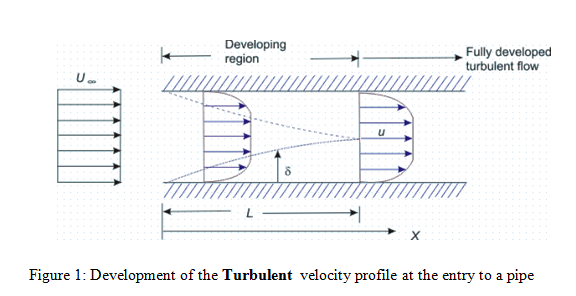 Developing
region
Fully developed
turbulent flow
U∞
u
δ
L
X
Figure 1: Development of the Turbulent velocity profile at the entry to a pipe